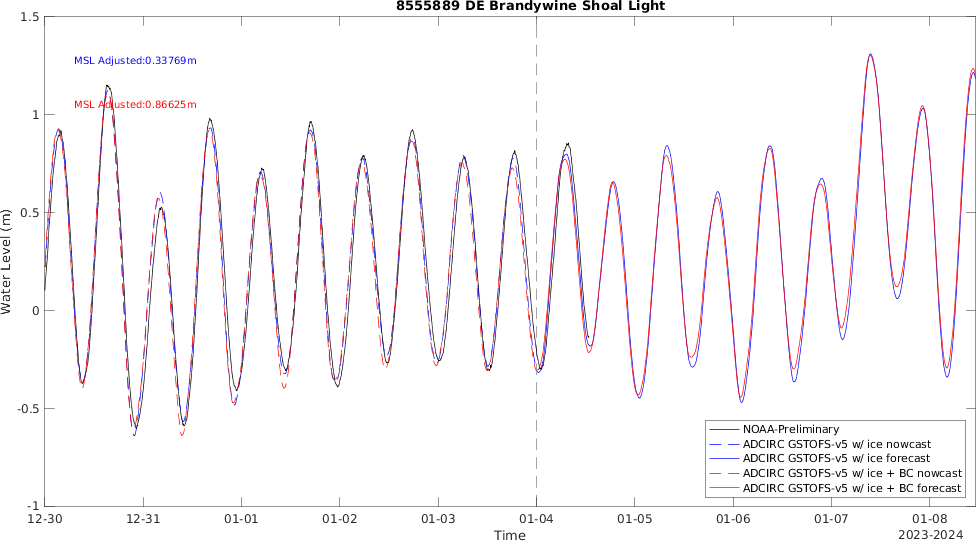 8555889 DE Brandywine Shoal Light
1.5
MSL Adjusted:0.33769m
MSL Adjusted:0.86625m
1
0.5
Water Level (m)
0
-0.5
-1
NOAA-Preliminary
ADCIRC GSTOFS-v5 w/ ice nowcast
ADCIRC GSTOFS-v5 w/ ice forecast
ADCIRC GSTOFS-v5 w/ice + BC nowcast
ADCIRC GSTOFS-v5 w/ice + BC forecast
12-30 12-31 01-01 01-02 01-03 01-04 01-05 01-06 01-07 01-08
Time
2023-2024